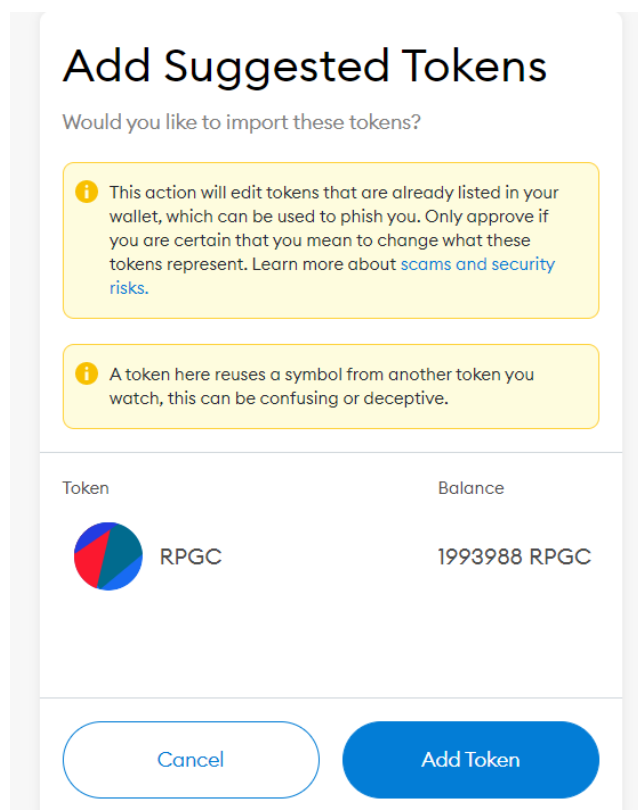 Add Suggested Tokens
Would you like to import these tokens?
This action will edit tokens that are already listed in your
wallet, which can be used to phish you. Only approve if
you are certain that you mean to change what these
tokens represent. Learn more about scams and security
risks.
A token here reuses a symbol from another token you
watch, this can be confusing or deceptive.
Token Balance
RPGC 1993988 RPGC
Cancel Add Token